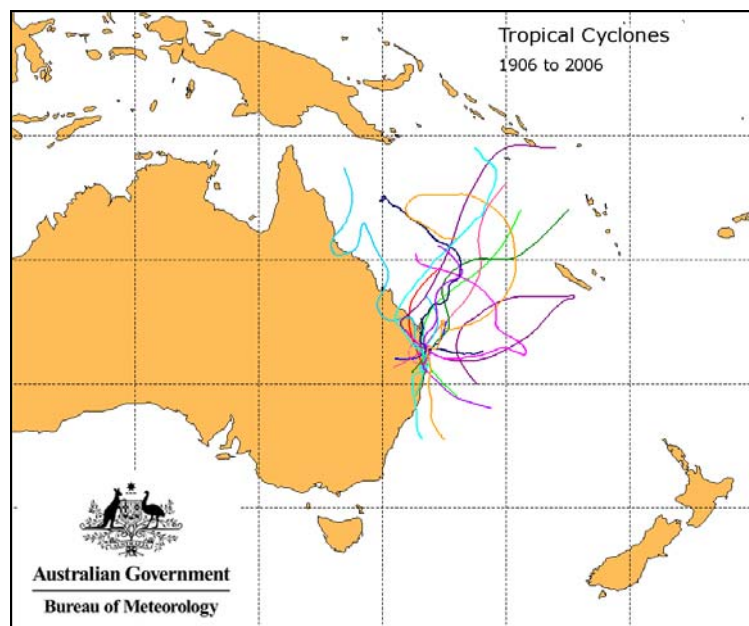 Tropical Cyclones
1906 to 2006
Australian Government
Bureau of Meteorology